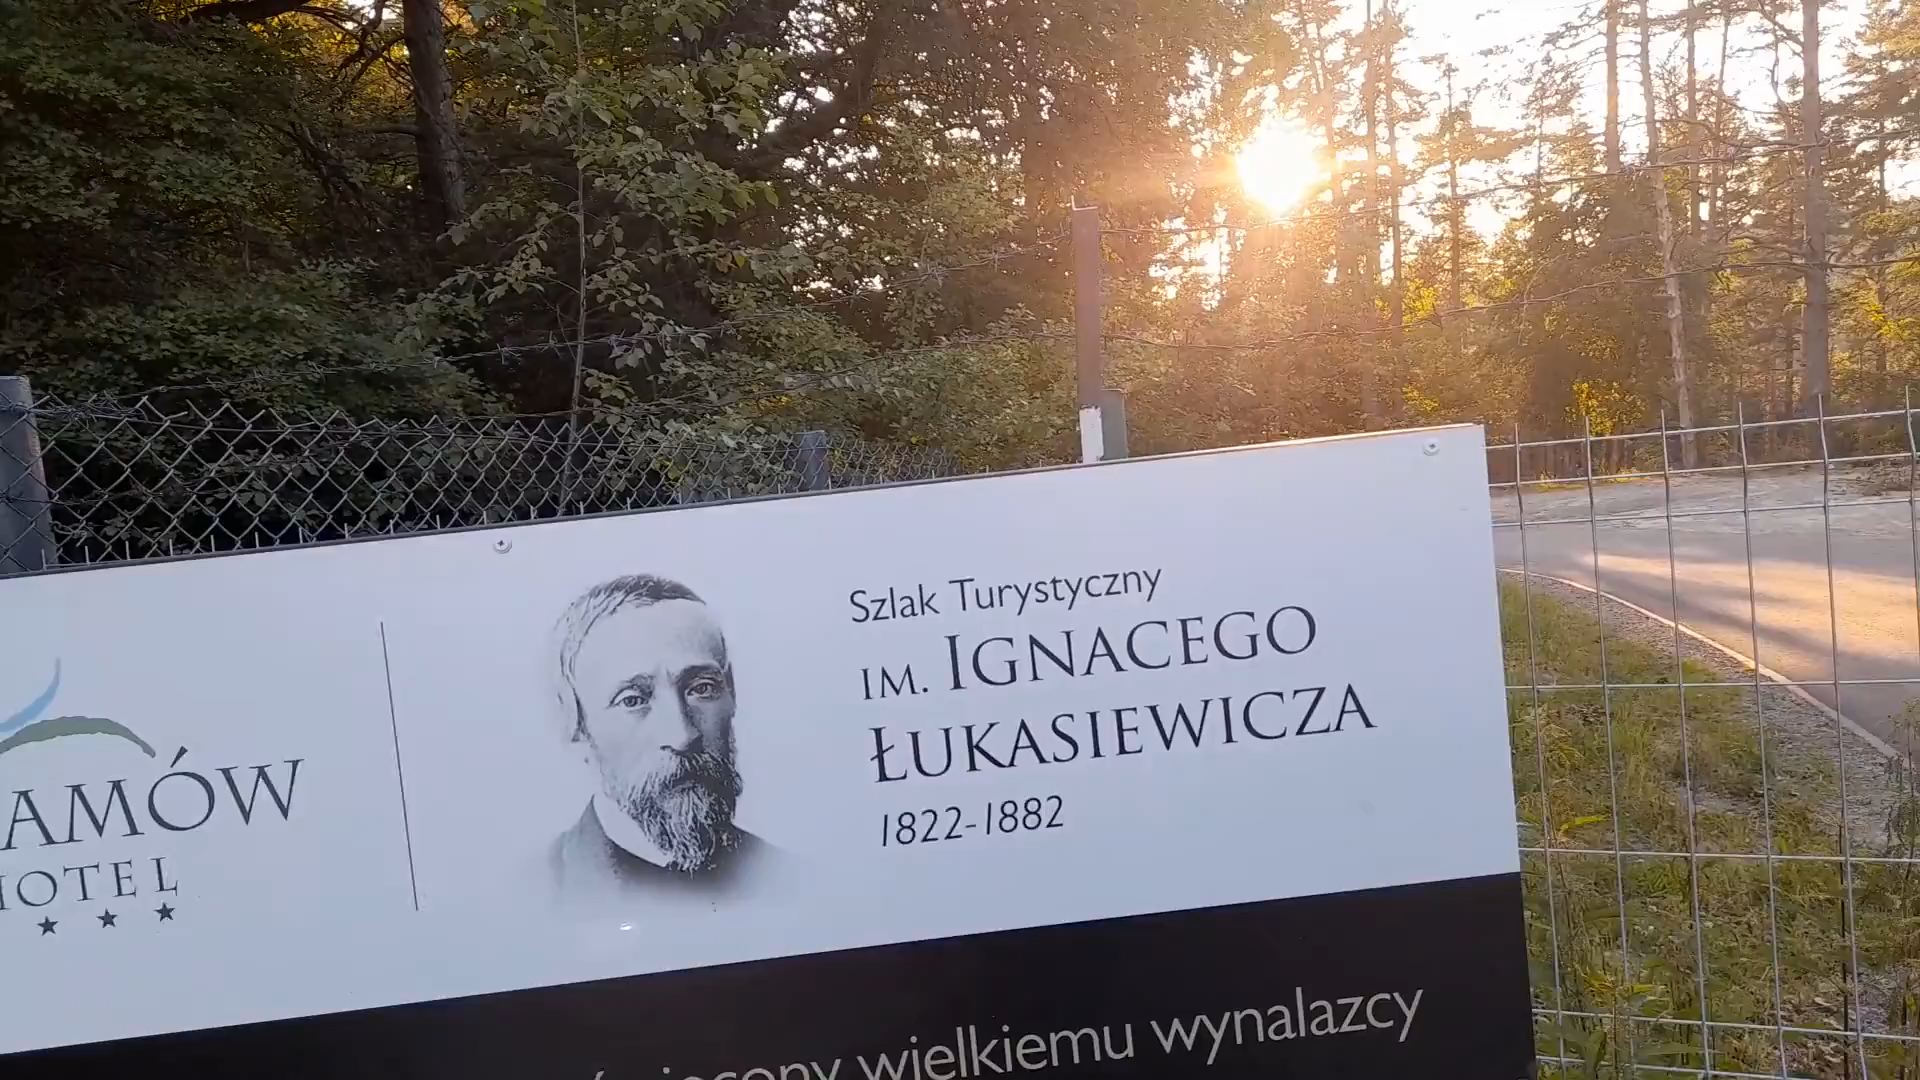 AMÓW
HOTEL
Szlak Turystyczny
IM. IGNACEGO
ŁUKASIEWICZA
1822-1882
wielkiemu wynalazcy